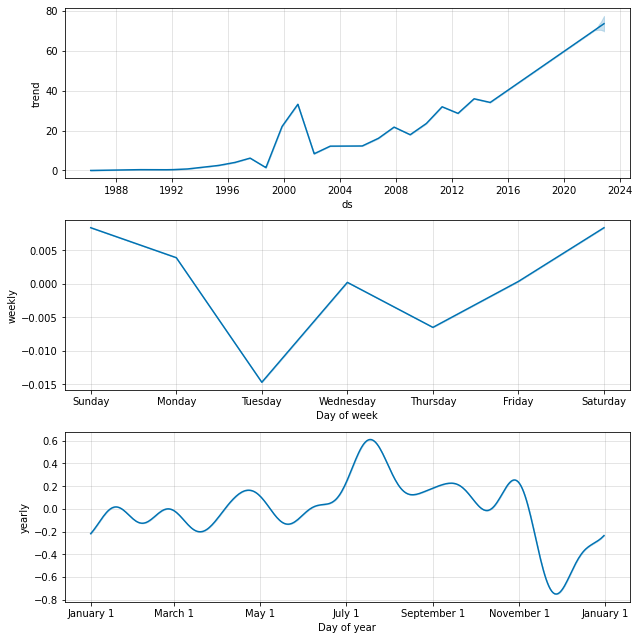 80
60
40
20
0
trend
1988 1992 1996 2000 2004 2008 2012 2016 2020 2024
ds
0.005
0.000
−0.005
−0.010
−0.015
weekly
Sunday Monday Tuesday Wednesday Thursday Friday Saturday
Day of week
0.6
0.4
0.2
0.0
−0.2
−0.4
−0.6
−0.8
yearly
January 1 March 1 May 1 July 1 September 1 November 1 January 1
Day of year